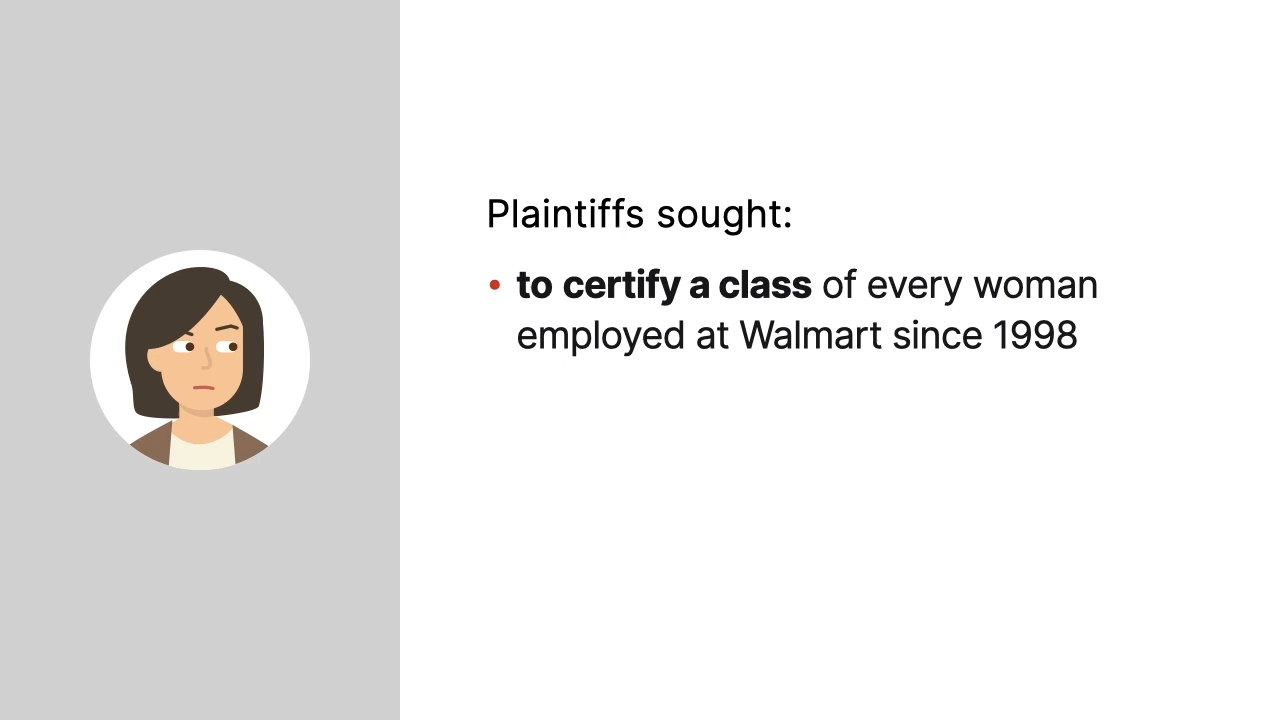 Plaintiffs sought:
• to certify a class of every woman
employed at Walmart since 1998